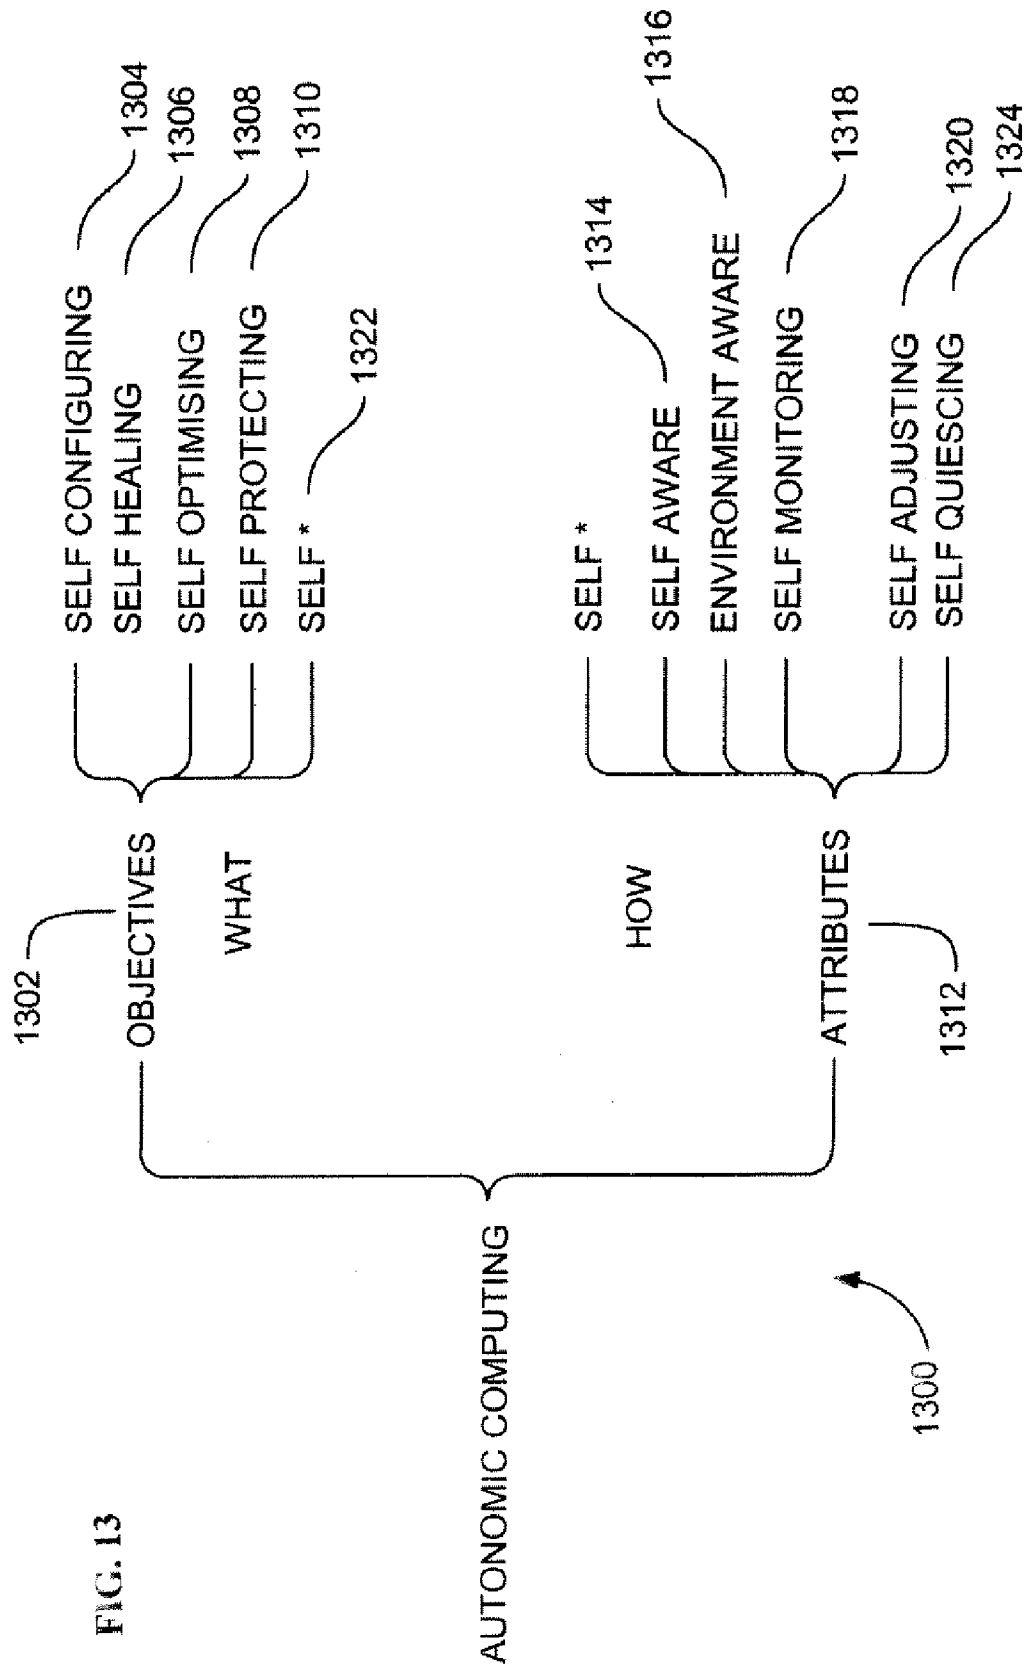 FIG. 13
AUTONOMIC COMPUTING
1300
1302
OBJECTIVES
WHAT
SELF CONFIGURING
1304
SELF HEALING
1306
SELF OPTIMISING
1308
SELF PROTECTING
1310
SELF *
1322
HOW
ATTRIBUTES
1312
SELF *
SELF AWARE
1314
ENVIRONMENT AWARE
1316
SELF MONITORING
1318
SELF ADJUSTING
1320
SELF QUIESCING
1324